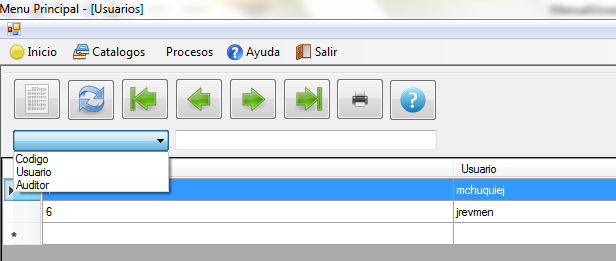 Menu Principal - [Usuarios]
Inicio Catalogos Procesos Ayuda Salir
Codigo
Usuario
Auditor
Usuario
mchuquiej
6 jrevmen
*